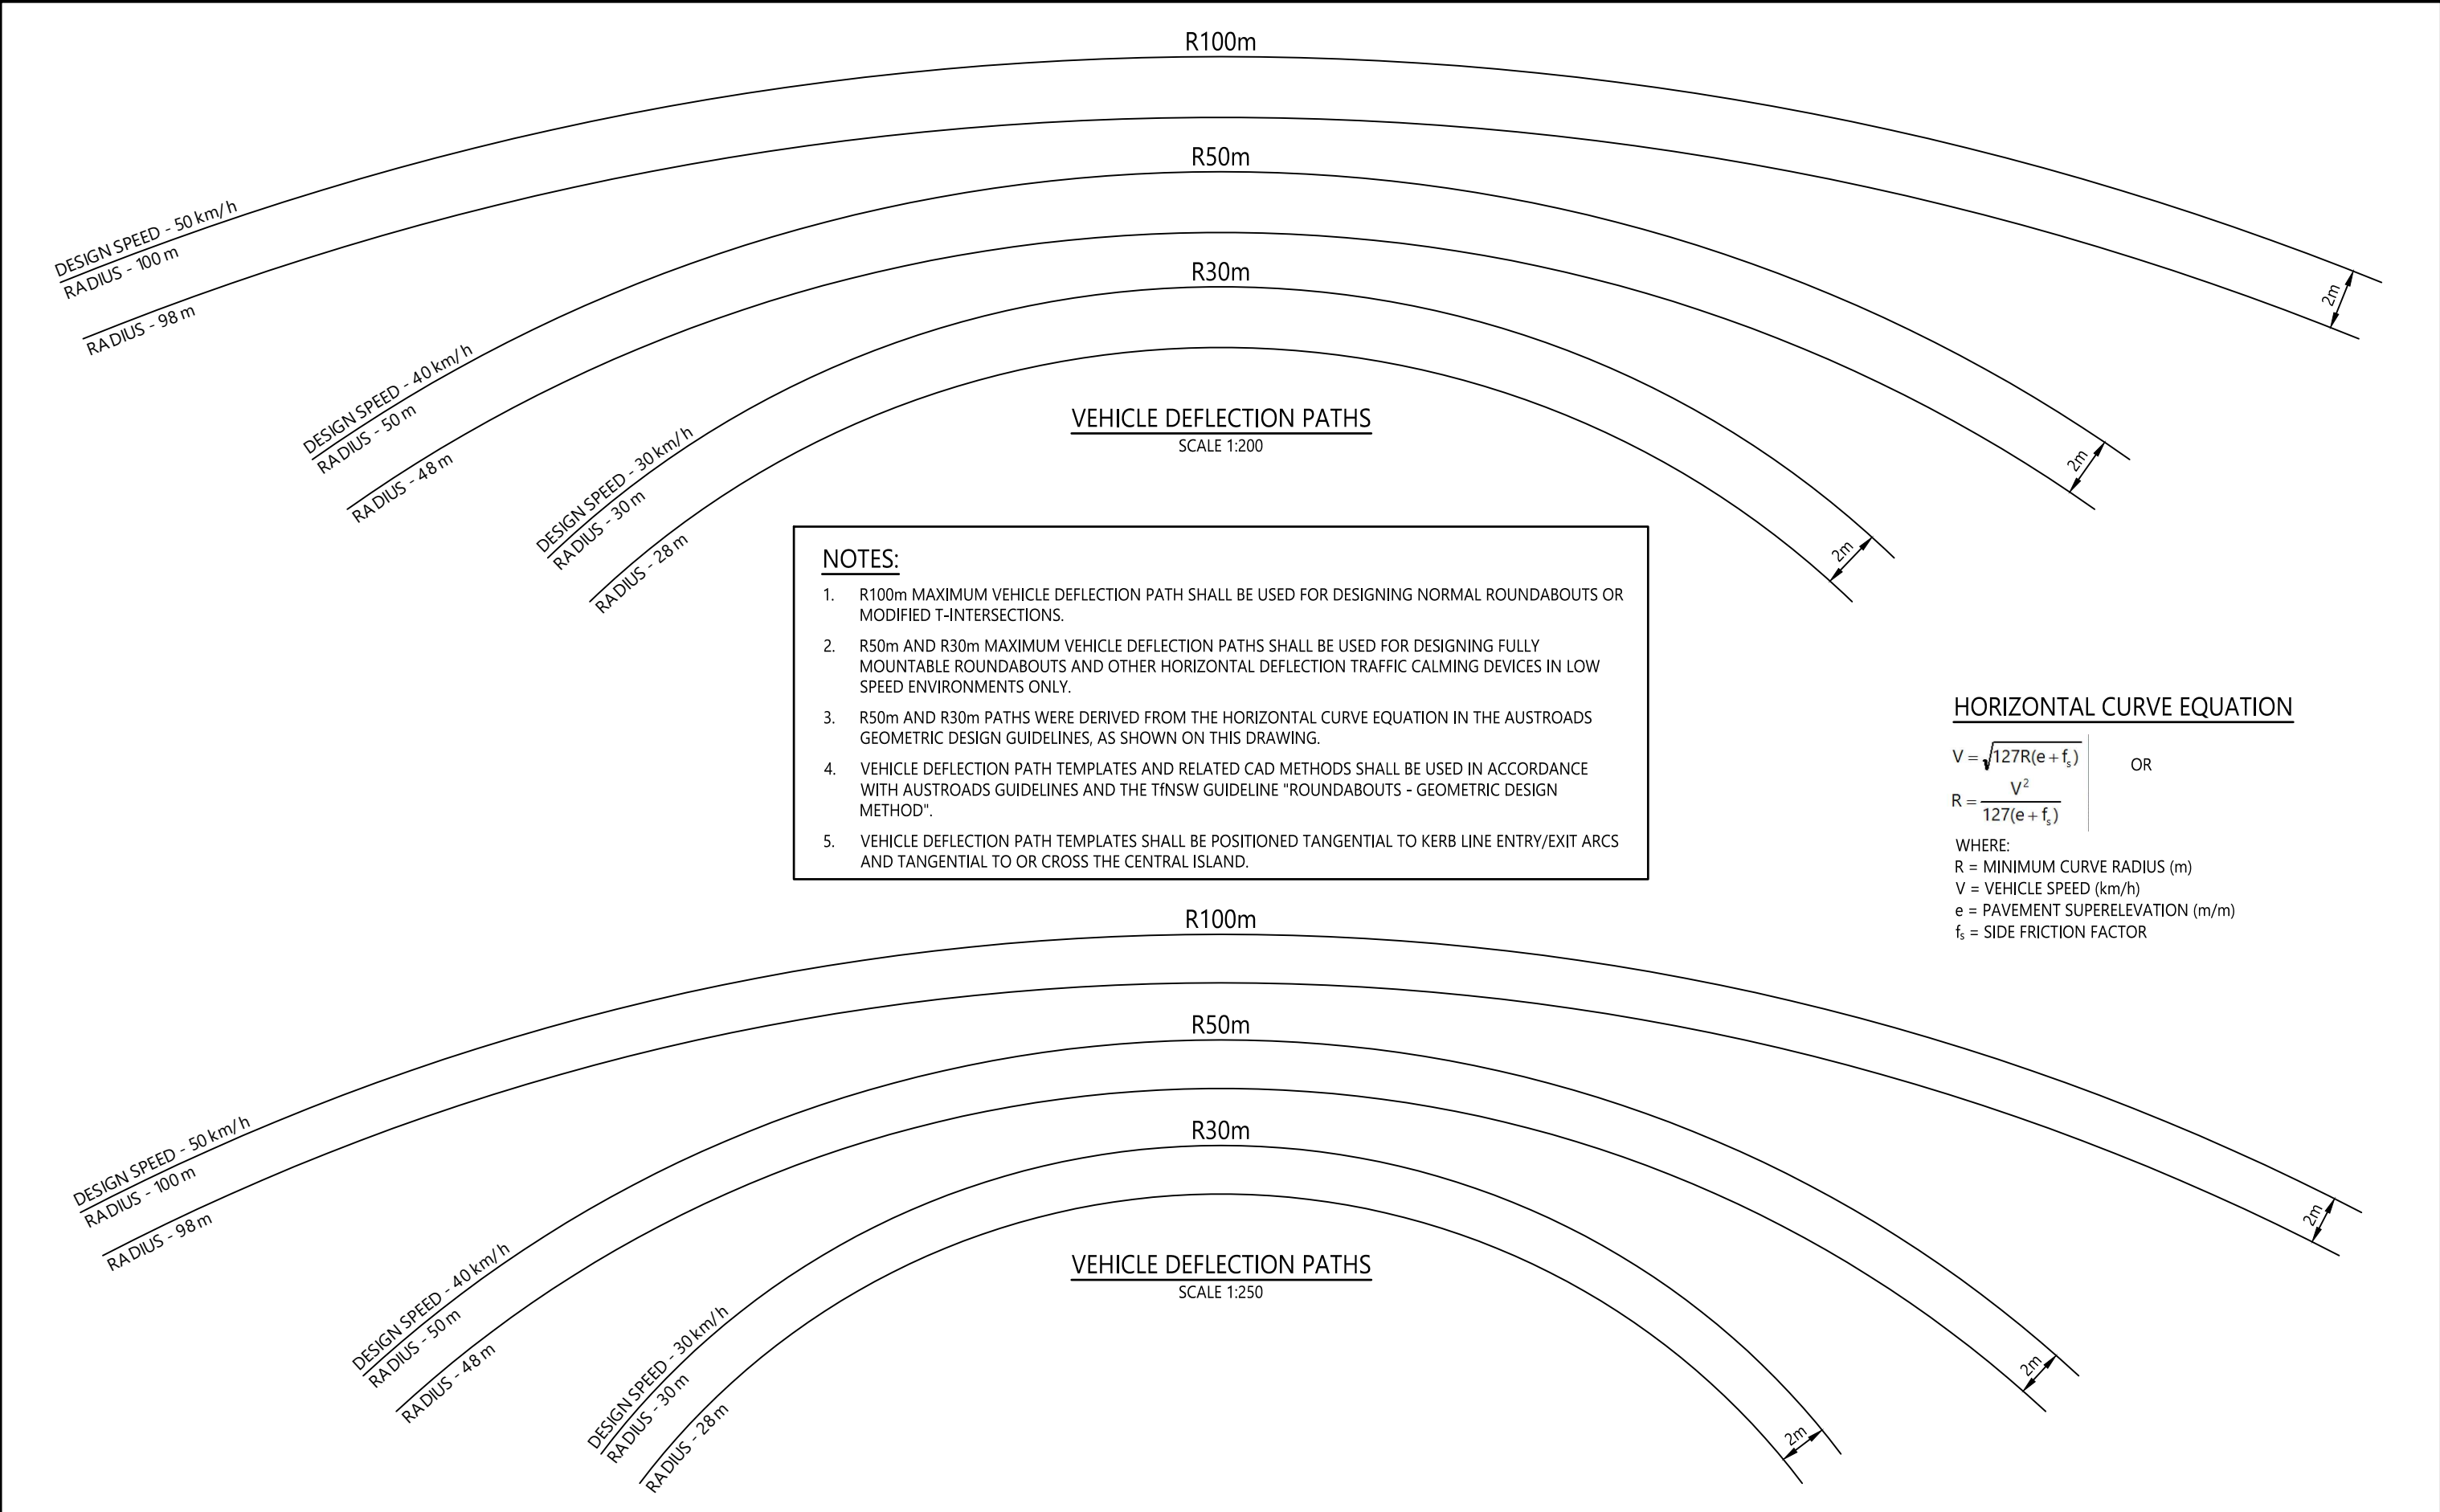 R100m
R50m
R30m
DESIGN SPEED - 50 km/h
RADIUS - 100 m
RADIUS - 98 m
2m
DESIGN SPEED - 40 km/h
RADIUS - 50 m
RADIUS - 48 m
2m
DESIGN SPEED - 30 km/h
RADIUS - 30 m
RADIUS - 28 m
2m
VEHICLE DEFLECTION PATHS
SCALE 1:200
NOTES:
1. R100m MAXIMUM VEHICLE DEFLECTION PATH SHALL BE USED FOR DESIGNING NORMAL ROUNDABOUTS OR
MODIFIED T-INTERSECTIONS.
2. R50m AND R30m MAXIMUM VEHICLE DEFLECTION PATHS SHALL BE USED FOR DESIGNING FULLY
MOUNTABLE ROUNDABOUTS AND OTHER HORIZONTAL DEFLECTION TRAFFIC CALMING DEVICES IN LOW
SPEED ENVIRONMENTS ONLY.
3. R50m AND R30m PATHS WERE DERIVED FROM THE HORIZONTAL CURVE EQUATION IN THE AUSTROADS
GEOMETRIC DESIGN GUIDELINES, AS SHOWN ON THIS DRAWING.
4. VEHICLE DEFLECTION PATH TEMPLATES AND RELATED CAD METHODS SHALL BE USED IN ACCORDANCE
WITH AUSTROADS GUIDELINES AND THE TfNSW GUIDELINE "ROUNDABOUTS - GEOMETRIC DESIGN
METHOD".
5. VEHICLE DEFLECTION PATH TEMPLATES SHALL BE POSITIONED TANGENTIAL TO KERB LINE ENTRY/EXIT ARCS
AND TANGENTIAL TO OR CROSS THE CENTRAL ISLAND.
HORIZONTAL CURVE EQUATION
V = √127R(e + fs) OR
R = V² / 127(e + fs)
WHERE:
R = MINIMUM CURVE RADIUS (m)
V = VEHICLE SPEED (km/h)
e = PAVEMENT SUPERELEVATION (m/m)
fs = SIDE FRICTION FACTOR
R100m
R50m
R30m
DESIGN SPEED - 50 km/h
RADIUS - 100 m
RADIUS - 98 m
2m
DESIGN SPEED - 40 km/h
RADIUS - 50 m
RADIUS - 48 m
2m
DESIGN SPEED - 30 km/h
RADIUS - 30 m
RADIUS - 28 m
2m
VEHICLE DEFLECTION PATHS
SCALE 1:250